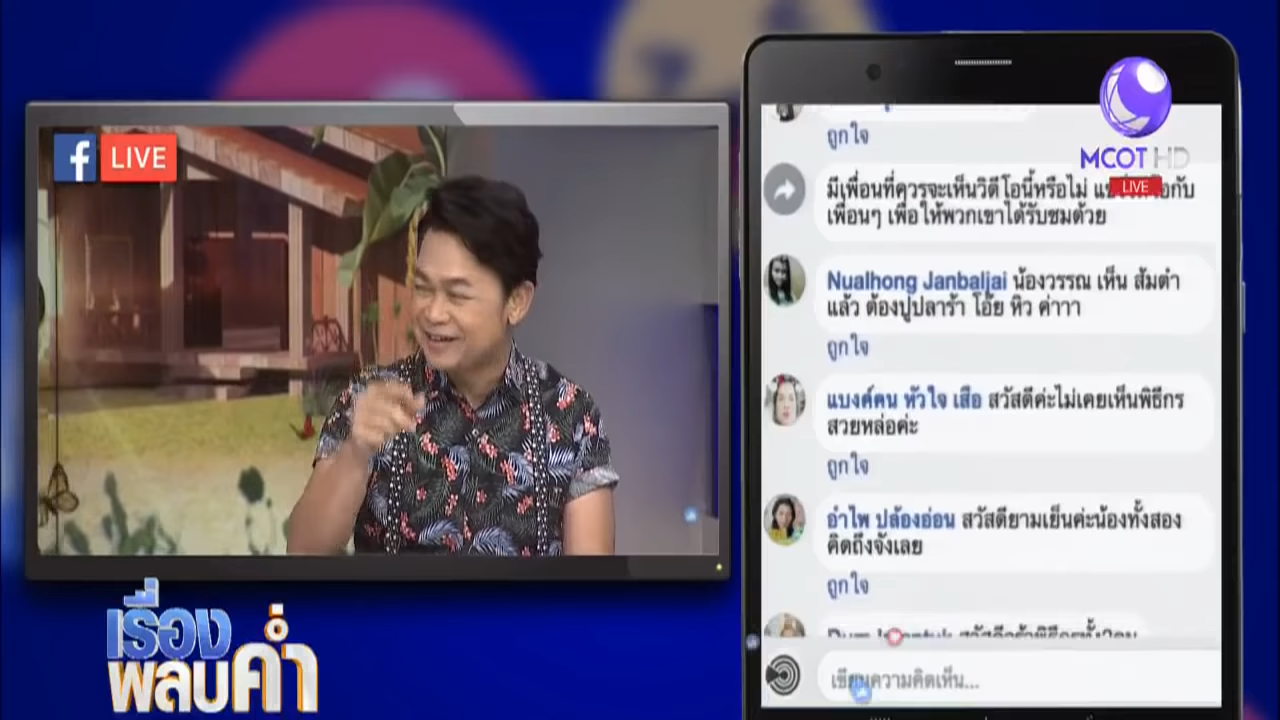 f LIVE
MCOT HD
LIVE
ถูกใจ
มีเพื่อนที่ควรจะเห็นวิดีโอนี้หรือไม่
เพื่อนๆ เพื่อให้พวกเขาได้รับชมด้วย
Nualhong Janbaljai น้องวรรณ เห็น ส้มตำ
แล้ว ต้องปูปลาร้า โอ้ย หิว ค่าาา
ถูกใจ
แบงค์คน หัวใจ เสือ สวัสดีค่ะไม่เคยเห็นพิธีกร
สวยหล่อค่ะ
ถูกใจ
อำไพ ปล้องอ่อน สวัสดียามเย็นค่ะน้องทั้งสอง
คิดถึงจังเลย
ถูกใจ
เขียนความคิดเห็น...
เรื่อง
พลบค่ำ